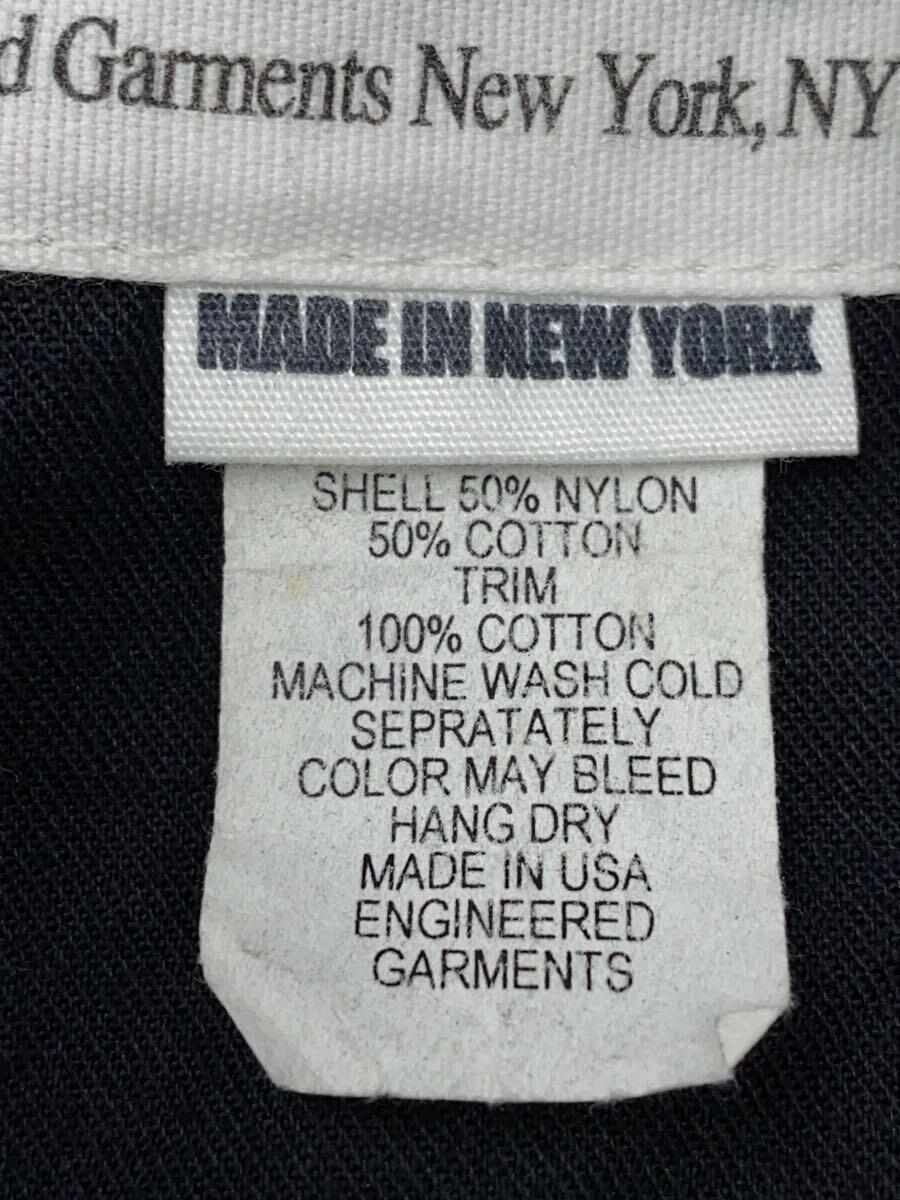 d Garments New York, NY
MADE IN NEW YORK
SHELL 50% NYLON
50% COTTON
TRIM
100% COTTON
MACHINE WASH COLD
SEPRATATELY
COLOR MAY BLEED
HANG DRY
MADE IN USA
ENGINEERED
GARMENTS